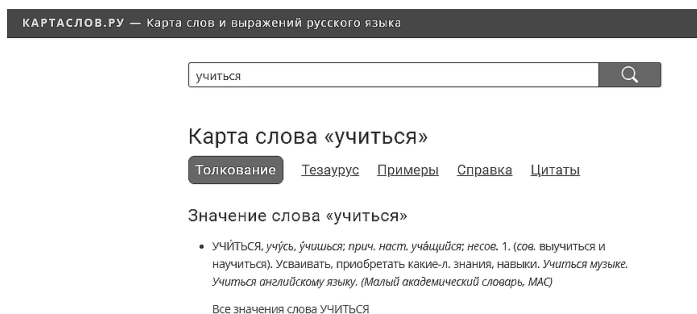 КАРТАСЛОВ.РУ — Карта слов и выражений русского языка
учиться
Карта слова «учиться»
Толкование Тезаурус Примеры Справка Цитаты
Значение слова «учиться»
• УЧИ́ТЬСЯ, учу́сь, у́чишься; прич. наст. уча́щийся; несов. 1. (сов. выучиться и
научиться). Усваивать, приобретать какие-л. знания, навыки. Учиться музыке.
Учиться английскому языку. (Малый академический словарь, МАС)
Все значения слова УЧИТЬСЯ